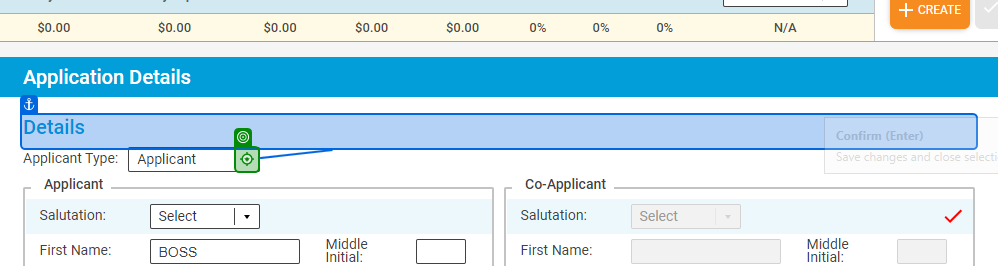 $0.00 $0.00 $0.00 $0.00 $0.00 0% 0% 0% N/A
CREATE
Application Details
Details
Confirm (Enter)
Save changes and close selecti
Applicant Type: Applicant
Applicant
Co-Applicant
Salutation: Select
Salutation: Select
First Name: BOSS Middle Initial:
First Name: Middle Initial: